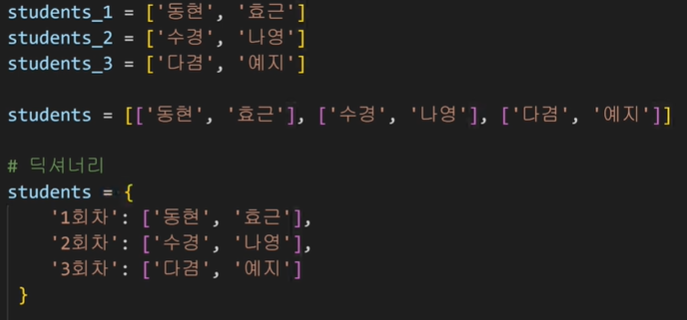 students_1 = ['동현', '효근']
students_2 = ['수경', '나영']
students_3 = ['다겸', '예지']
students = [['동현', '효근'], ['수경', '나영'], ['다겸', '예지']]
# 딕셔너리
students = {
'1회차': ['동현', '효근'],
'2회차': ['수경', '나영'],
'3회차': ['다겸', '예지']
}